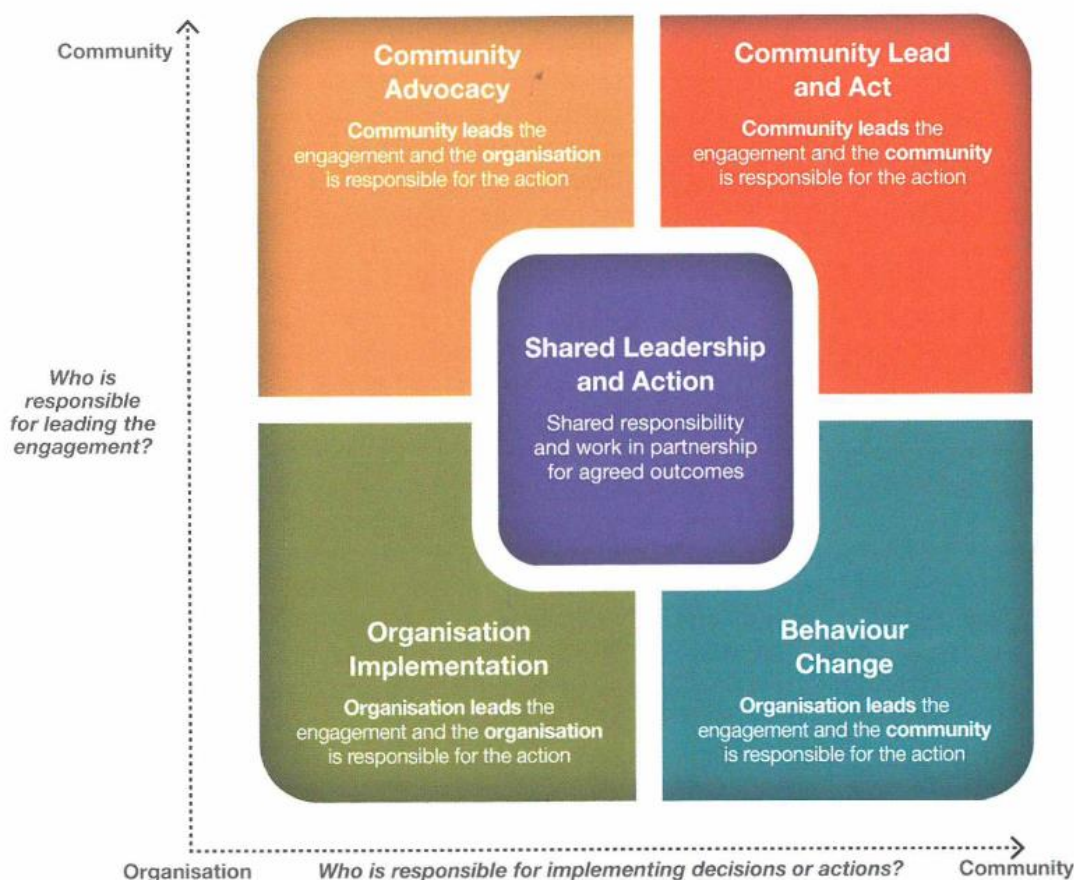 Community
Community
Advocacy
Community leads the
engagement and the organisation
is responsible for the action
Community Lead
and Act
Community leads the
engagement and the community
is responsible for the action
Who is
responsible
for leading the
engagement?
Shared Leadership
and Action
Shared responsibility
and work in partnership
for agreed outcomes
Organisation
Implementation
Organisation leads the
engagement and the organisation
is responsible for the action
Behaviour
Change
Organisation leads the
engagement and the community
is responsible for the action
Organisation
Who is responsible for implementing decisions or actions?
Community